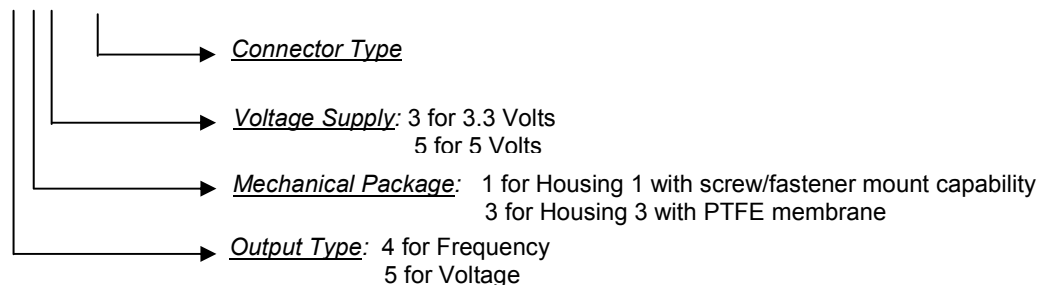 Connector Type
Voltage Supply: 3 for 3.3 Volts
5 for 5 Volts
Mechanical Package: 1 for Housing 1 with screw/fastener mount capability
3 for Housing 3 with PTFE membrane
Output Type: 4 for Frequency
5 for Voltage